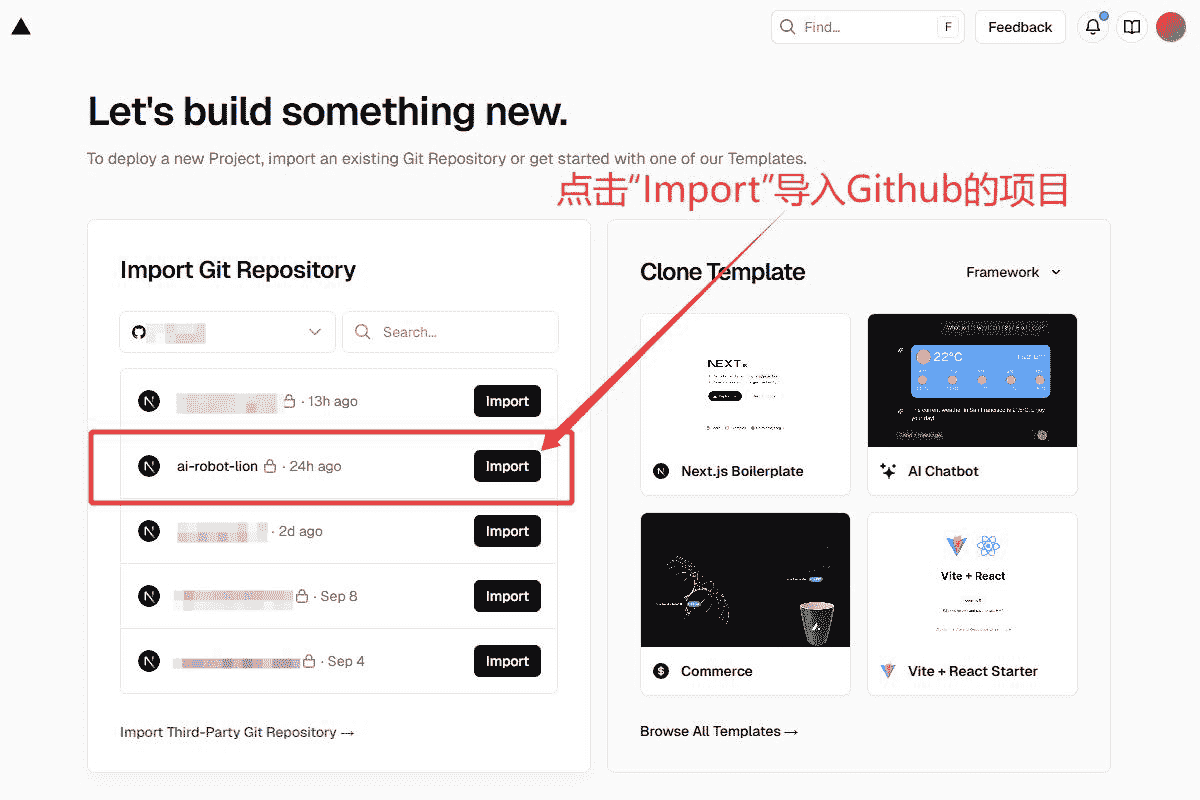 Find...
F
Feedback
Let's build something new.
To deploy a new Project, import an existing Git Repository or get started with one of our Templates.
点击“Import”导入Github的项目
Import Git Repository
Search...
N
· 13h ago
Import
N
ai-robot-lion
· 24h ago
Import
N
· 2d ago
Import
N
· Sep 8
Import
N
· Sep 4
Import
Import Third-Party Git Repository →
Clone Template
Framework
NEXT.js
N
Next.js Boilerplate
22°C
AI Chatbot
$
Commerce
Vite + React
Vite + React Starter
Browse All Templates →